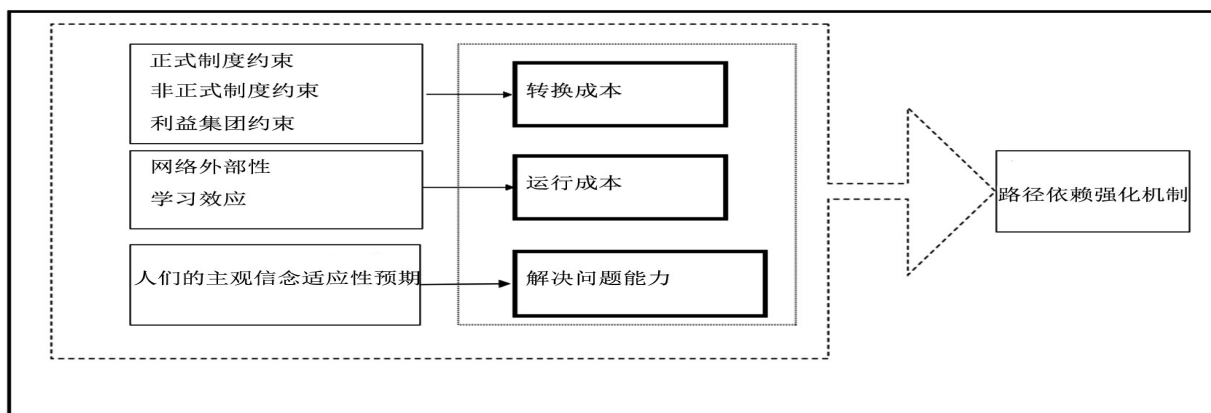 正式制度约束
非正式制度约束
利益集团约束
转换成本
网络外部性
学习效应
运行成本
人们的主观信念适应性预期
解决问题能力
路径依赖强化机制